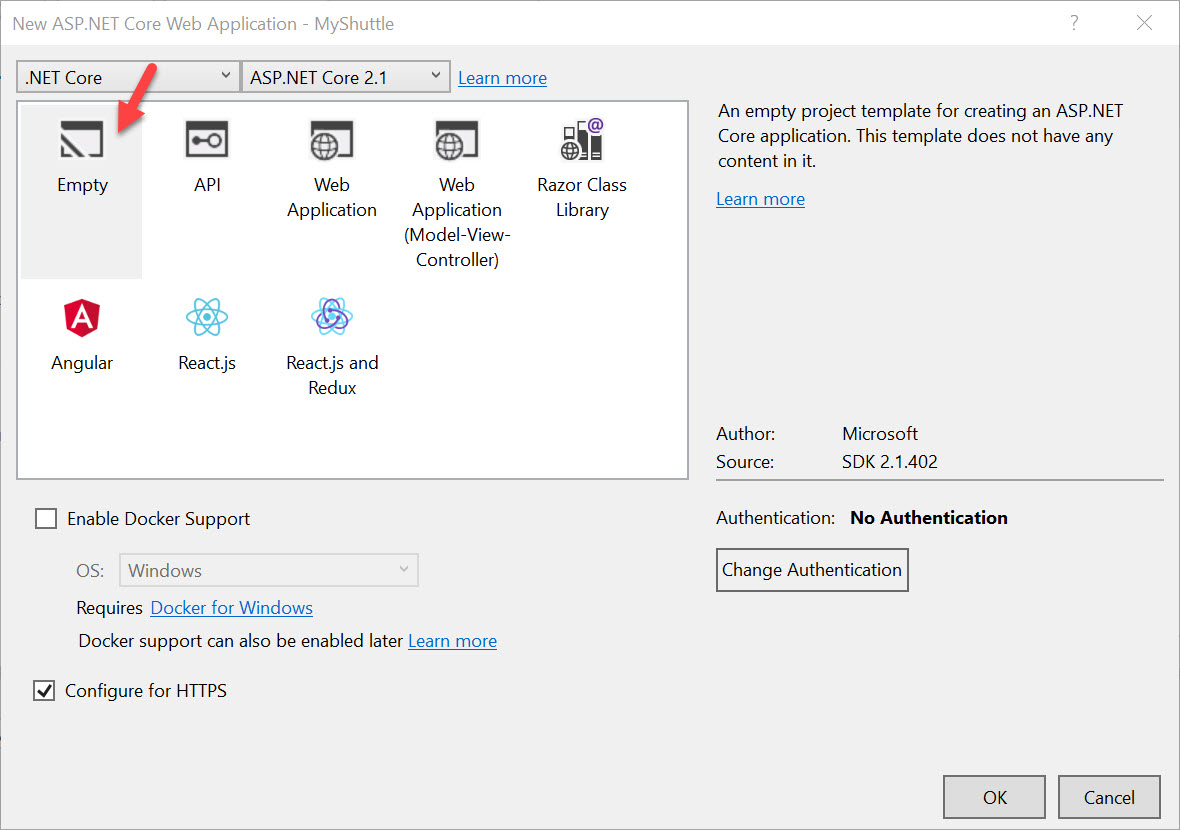 New ASP.NET Core Web Application - MyShuttle
?
.NET Core
ASP.NET Core 2.1
Learn more
Empty
API
Web
Application
Web
Application
(Model-View-
Controller)
Razor Class
Library
Angular
React.js
React.js and
Redux
An empty project template for creating an ASP.NET
Core application. This template does not have any
content in it.
Learn more
Author: Microsoft
Source: SDK 2.1.402
Authentication: No Authentication
Change Authentication
Enable Docker Support
OS: Windows
Requires Docker for Windows
Docker support can also be enabled later Learn more
Configure for HTTPS
OK
Cancel